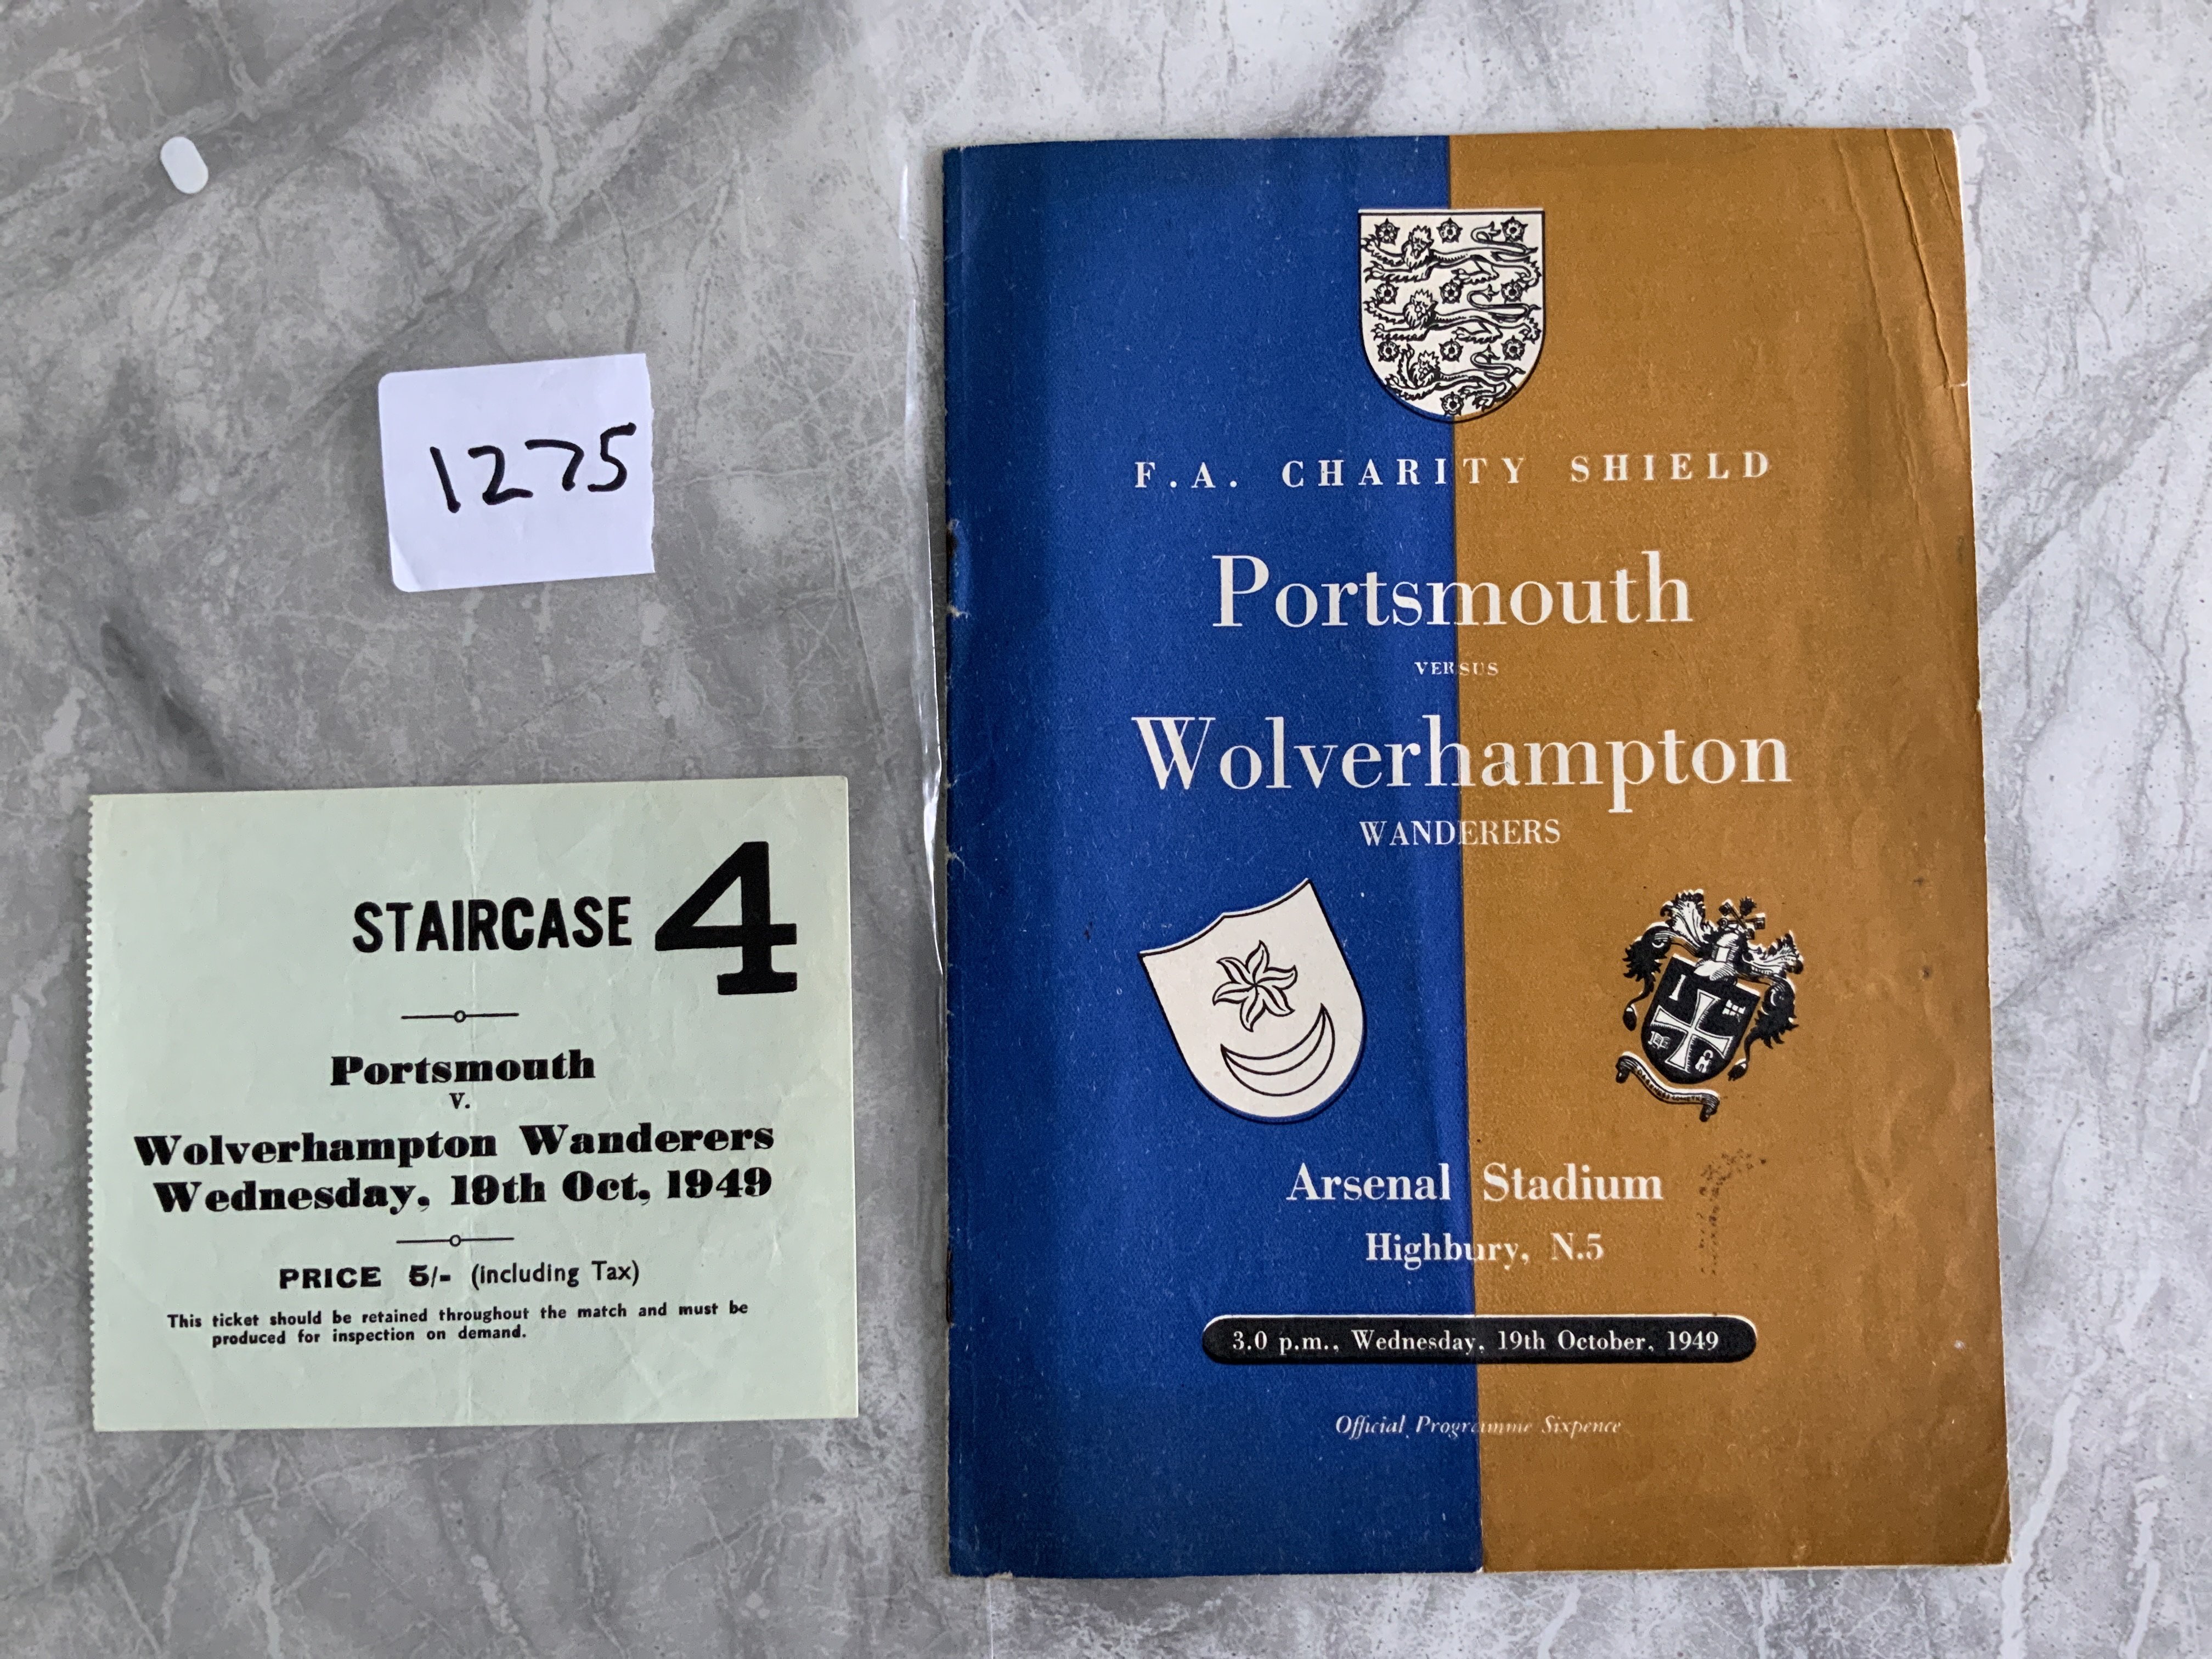 1275
STAIRCASE 4
Portsmouth
v.
Wolverhampton Wanderers
Wednesday, 19th Oct, 1949
PRICE 5/- (including Tax)
This ticket should be retained throughout the match and must be
produced for inspection on demand.
F.A. CHARITY SHIELD
Portsmouth
VERSUS
Wolverhampton
WANDERERS
Arsenal Stadium
Highbury, N.5
3.0 p.m., Wednesday, 19th October, 1949
Official Programme Sixpence